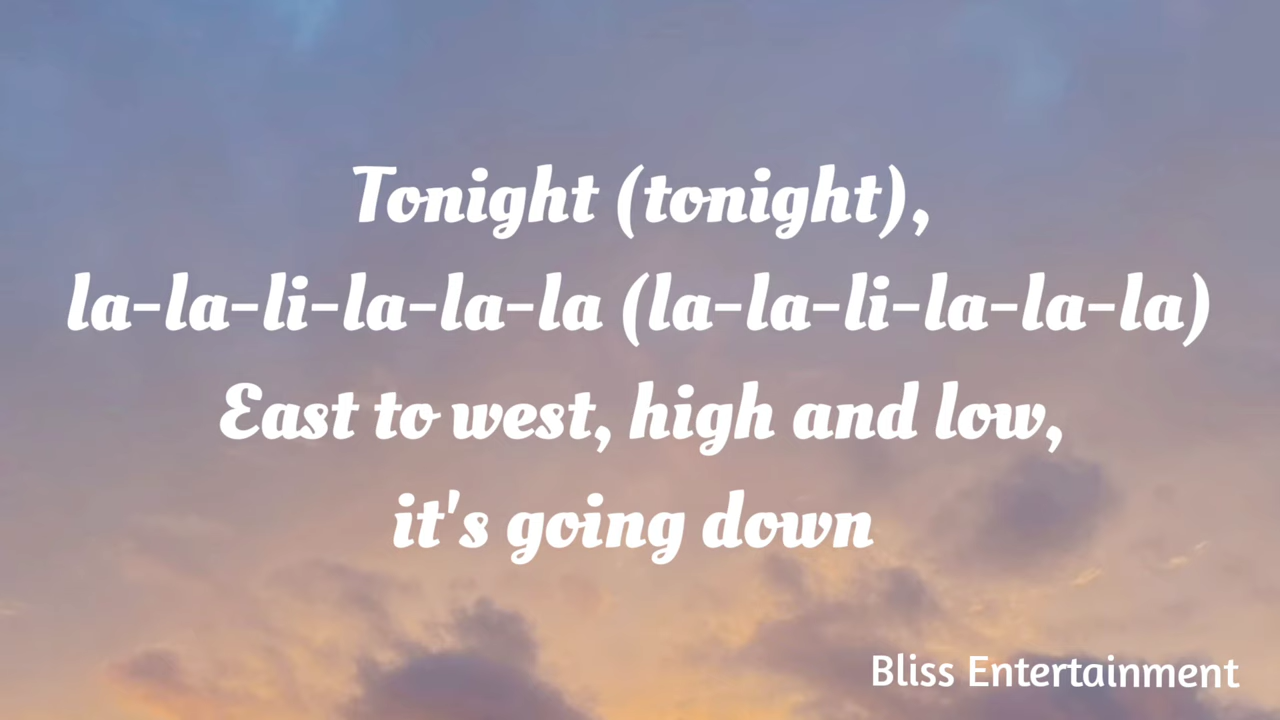 Tonight (tonight),
la-la-li-la-la-la (la-la-li-la-la-la)
East to west, high and low,
it's going down
Bliss Entertainment